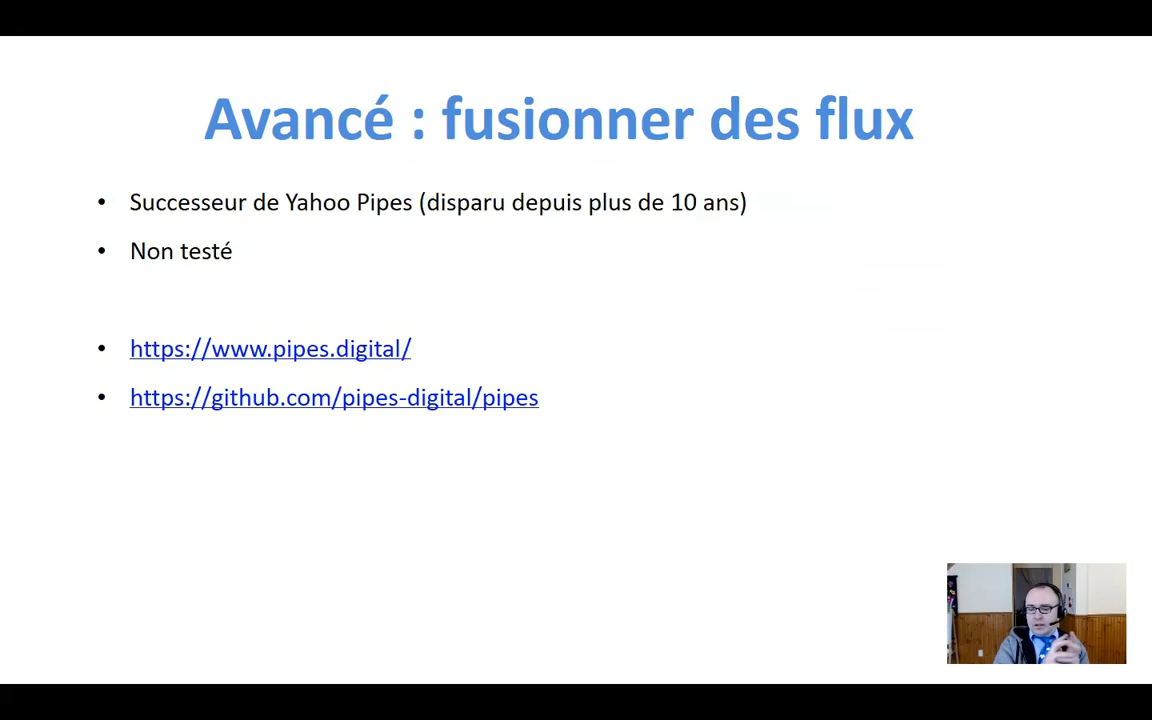 Avancé : fusionner des flux
• Successeur de Yahoo Pipes (disparu depuis plus de 10 ans)
• Non testé
• https://www.pipes.digital/
• https://github.com/pipes-digital/pipes